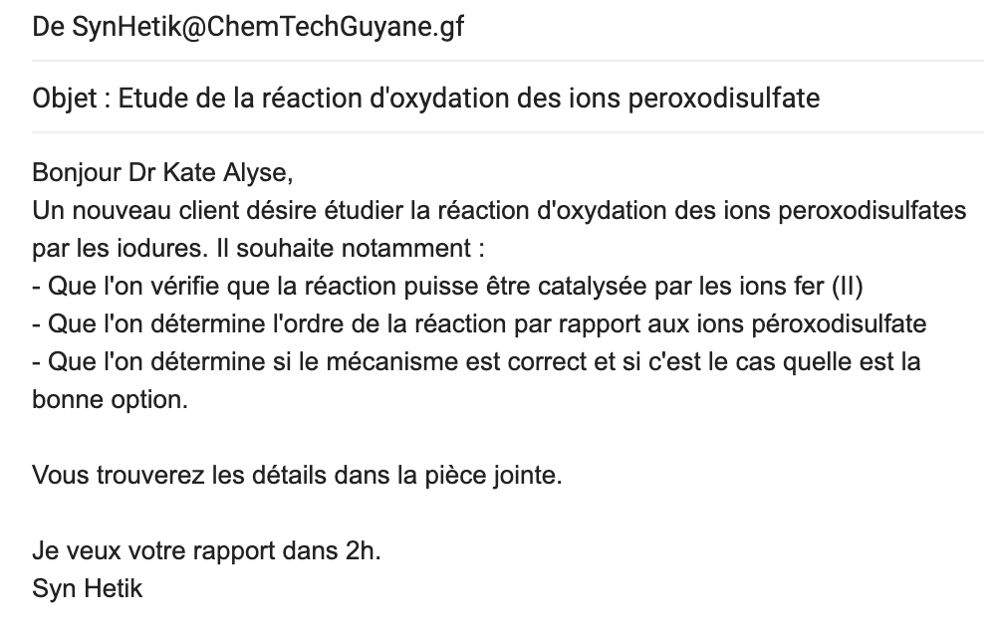 De SynHetik@ChemTechGuyane.gf
Objet : Etude de la réaction d'oxydation des ions peroxodisulfate
Bonjour Dr Kate Alyse,
Un nouveau client désire étudier la réaction d'oxydation des ions peroxodisulfates
par les iodures. Il souhaite notamment :
- Que l'on vérifie que la réaction puisse être catalysée par les ions fer (II)
- Que l'on détermine l'ordre de la réaction par rapport aux ions péroxodisulfate
- Que l'on détermine si le mécanisme est correct et si c'est le cas quelle est la
bonne option.
Vous trouverez les détails dans la pièce jointe.
Je veux votre rapport dans 2h.
Syn Hetik